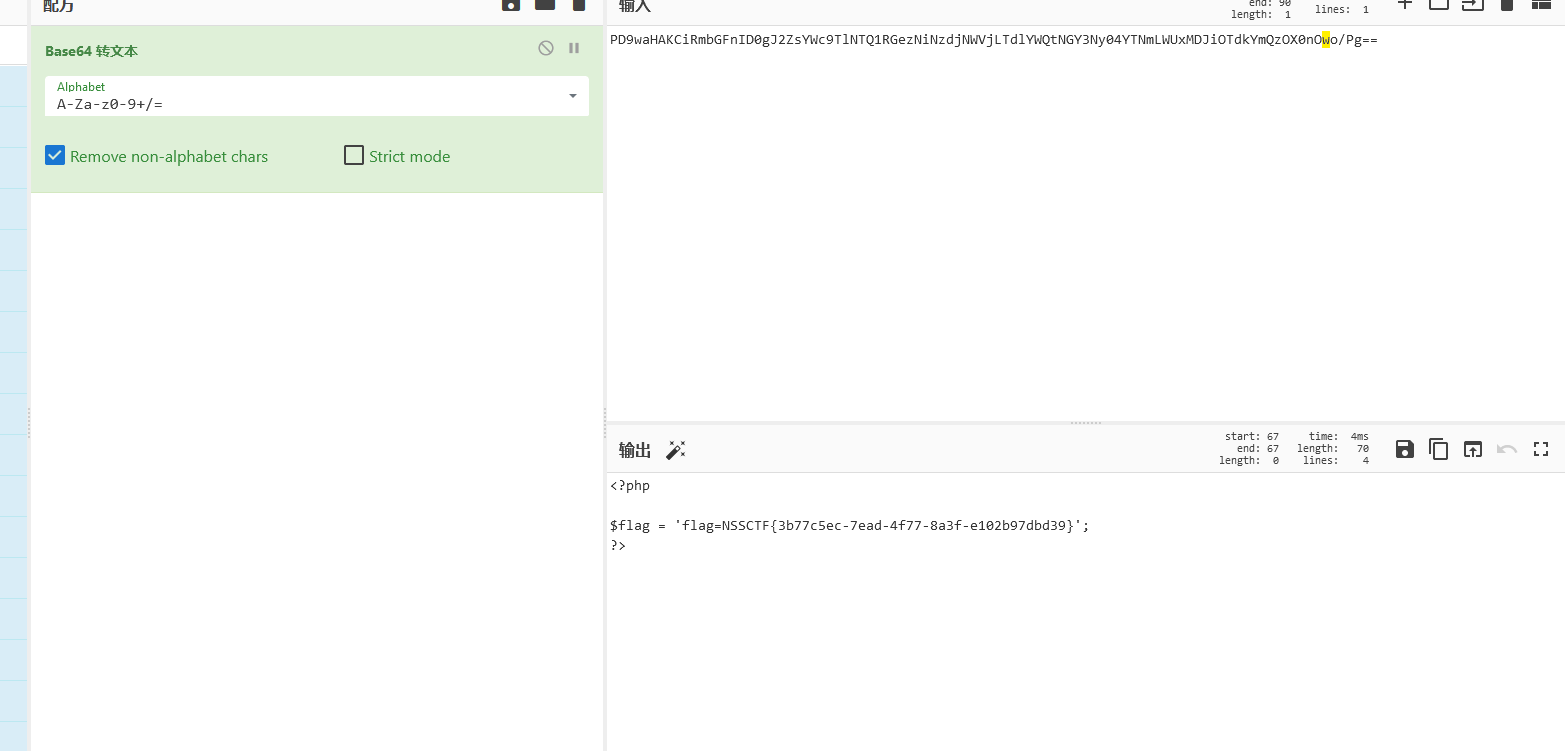 配方
输入
end: 90
length: 1
lines: 1
Base64 转文本
Alphabet
A-Za-z0-9+/=
Remove non-alphabet chars
Strict mode
PD9waHAKCiRmbGFnID0gJ2ZsYWc9TlNTQ1RGezNiNzdjNWVjLTdlYWQtNGY3Ny04YTNmLWUxMDJiOTdkYmQzOX0nOwo/Pg==
输出
start: 67
end: 67
length: 0
time: 4ms
length: 70
lines: 4
<?php
$flag = 'flag=NSSCTF{3b77c5ec-7ead-4f77-8a3f-e102b97dbd39}';
?>